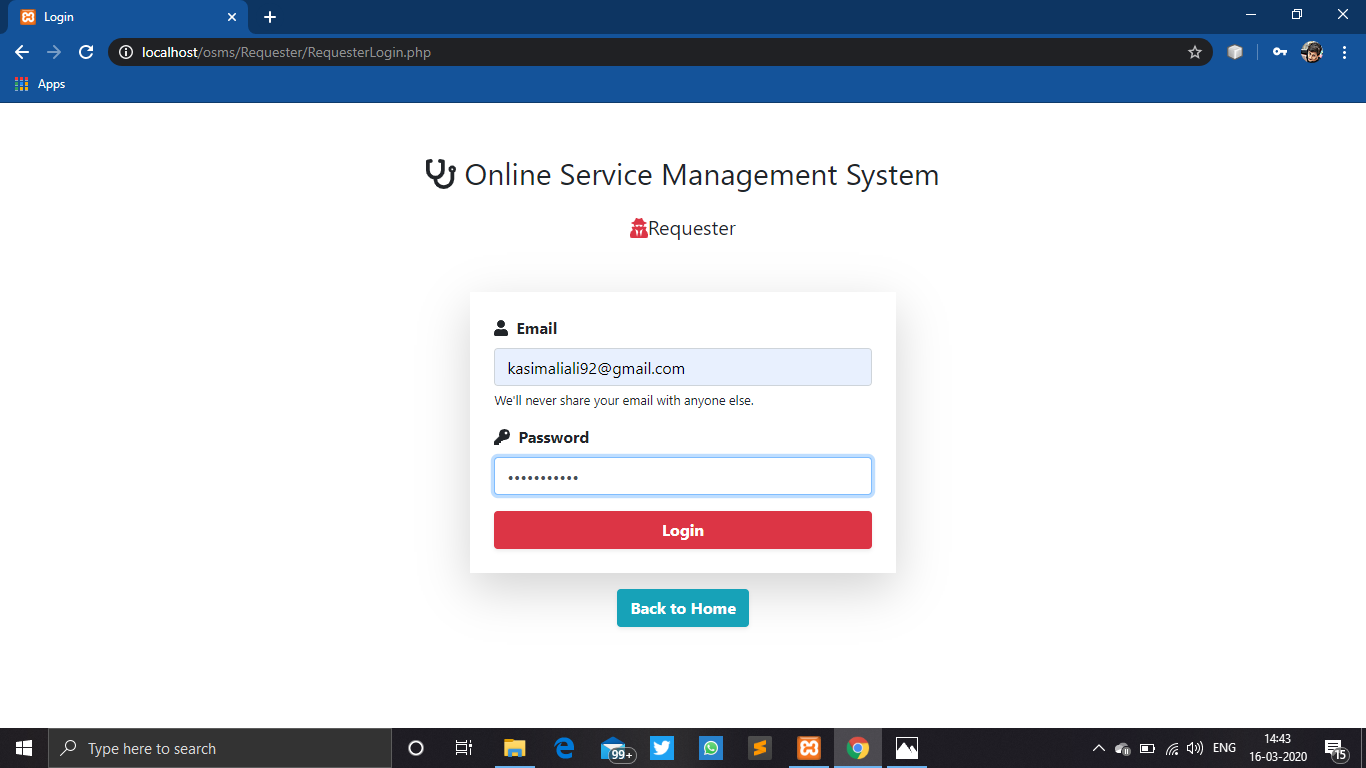 Login
localhost/osms/Requester/RequesterLogin.php
Apps
Online Service Management System
Requester
Email
kasimaliali92@gmail.com
We'll never share your email with anyone else.
Password
•••••••••••
Login
Back to Home
Type here to search
99+
ENG
14:43
16-03-2020
15